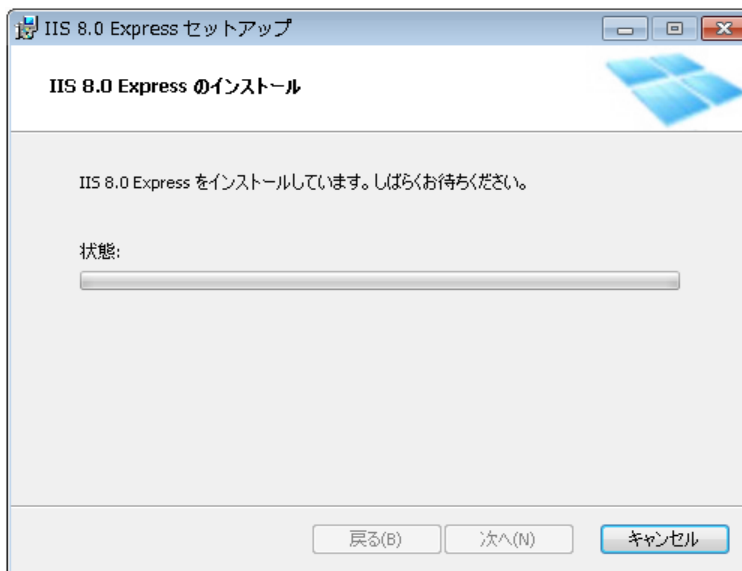 IIS 8.0 Express セットアップ
IIS 8.0 Express のインストール
IIS 8.0 Express をインストールしています。しばらくお待ちください。
状態:
戻る(B) 次へ(N) キャンセル